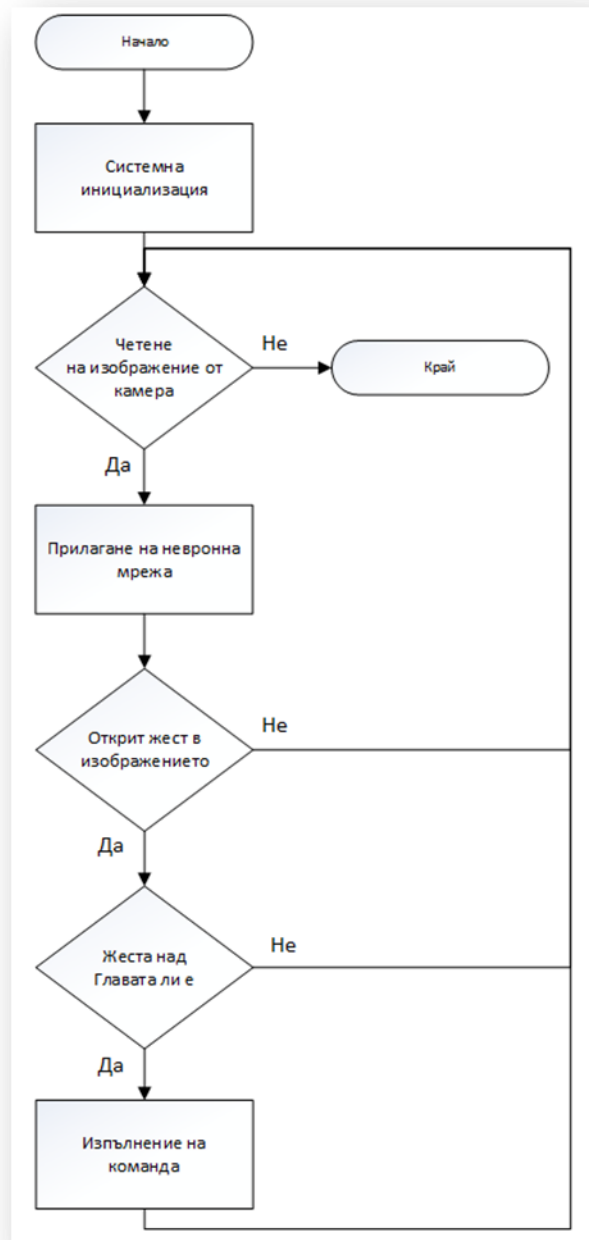 Начало
Системна
инициализация
Четене
на изображение от
камера
Не
Край
Да
Прилагане на невронна
мрежа
Открит жест в
изображението
Не
Да
Жеста над
Главата ли е
Не
Да
Изпълнение на
команда